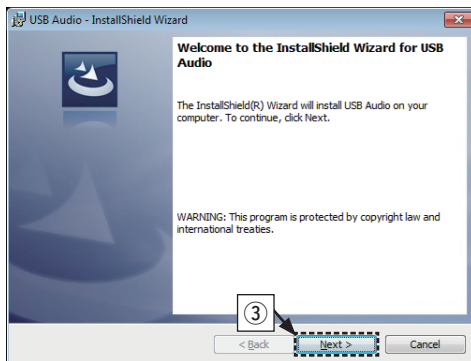 USB Audio - InstallShield Wizard
Welcome to the InstallShield Wizard for USB
Audio
The InstallShield(R) Wizard will install USB Audio on your
computer. To continue, click Next.
WARNING: This program is protected by copyright law and
international treaties.
③
< Back Next > Cancel